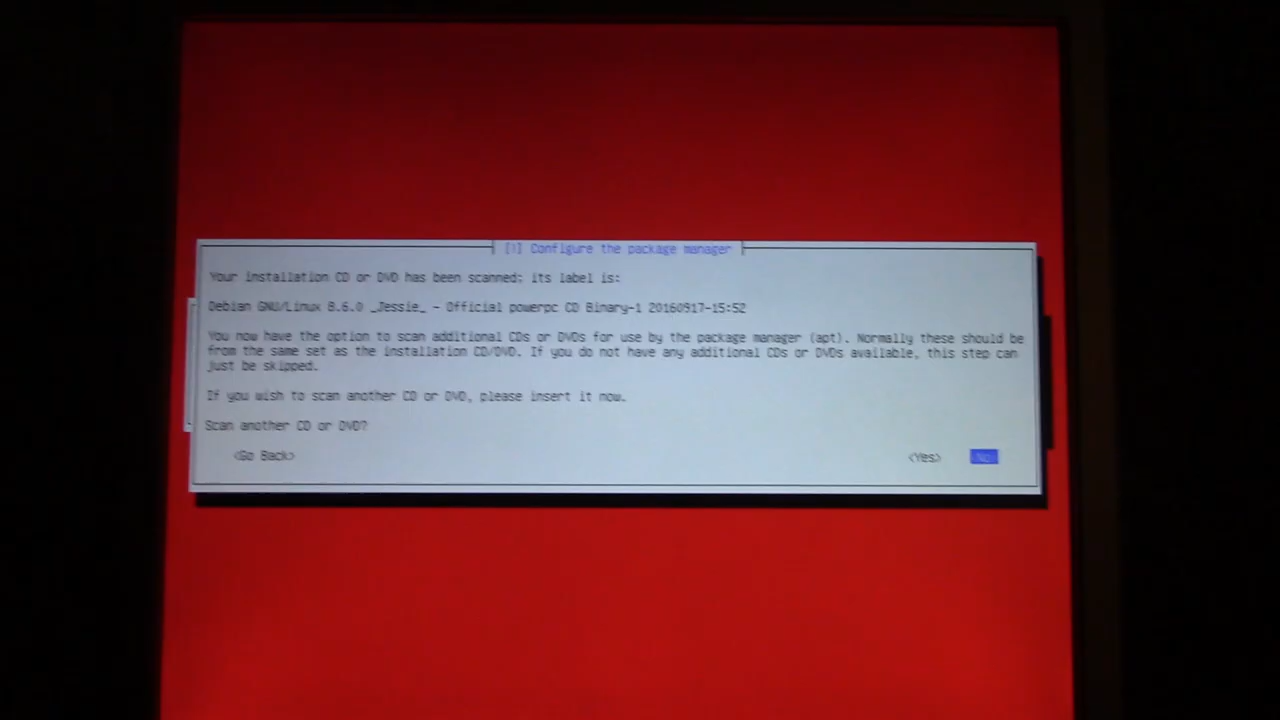 [!] Configure the package manager
Your installation CD or DVD has been scanned; its label is:
Debian GNU/Linux 8.6.0 _Jessie_ - Official powerpc CD Binary-1 20160917-15:52
You now have the option to scan additional CDs or DVDs for use by the package manager (apt). Normally these should be
from the same set as the installation CD/DVD. If you do not have any additional CDs or DVDs available, this step can
just be skipped.
If you wish to scan another CD or DVD, please insert it now.
Scan another CD or DVD?
<Go Back> <Yes> <No>